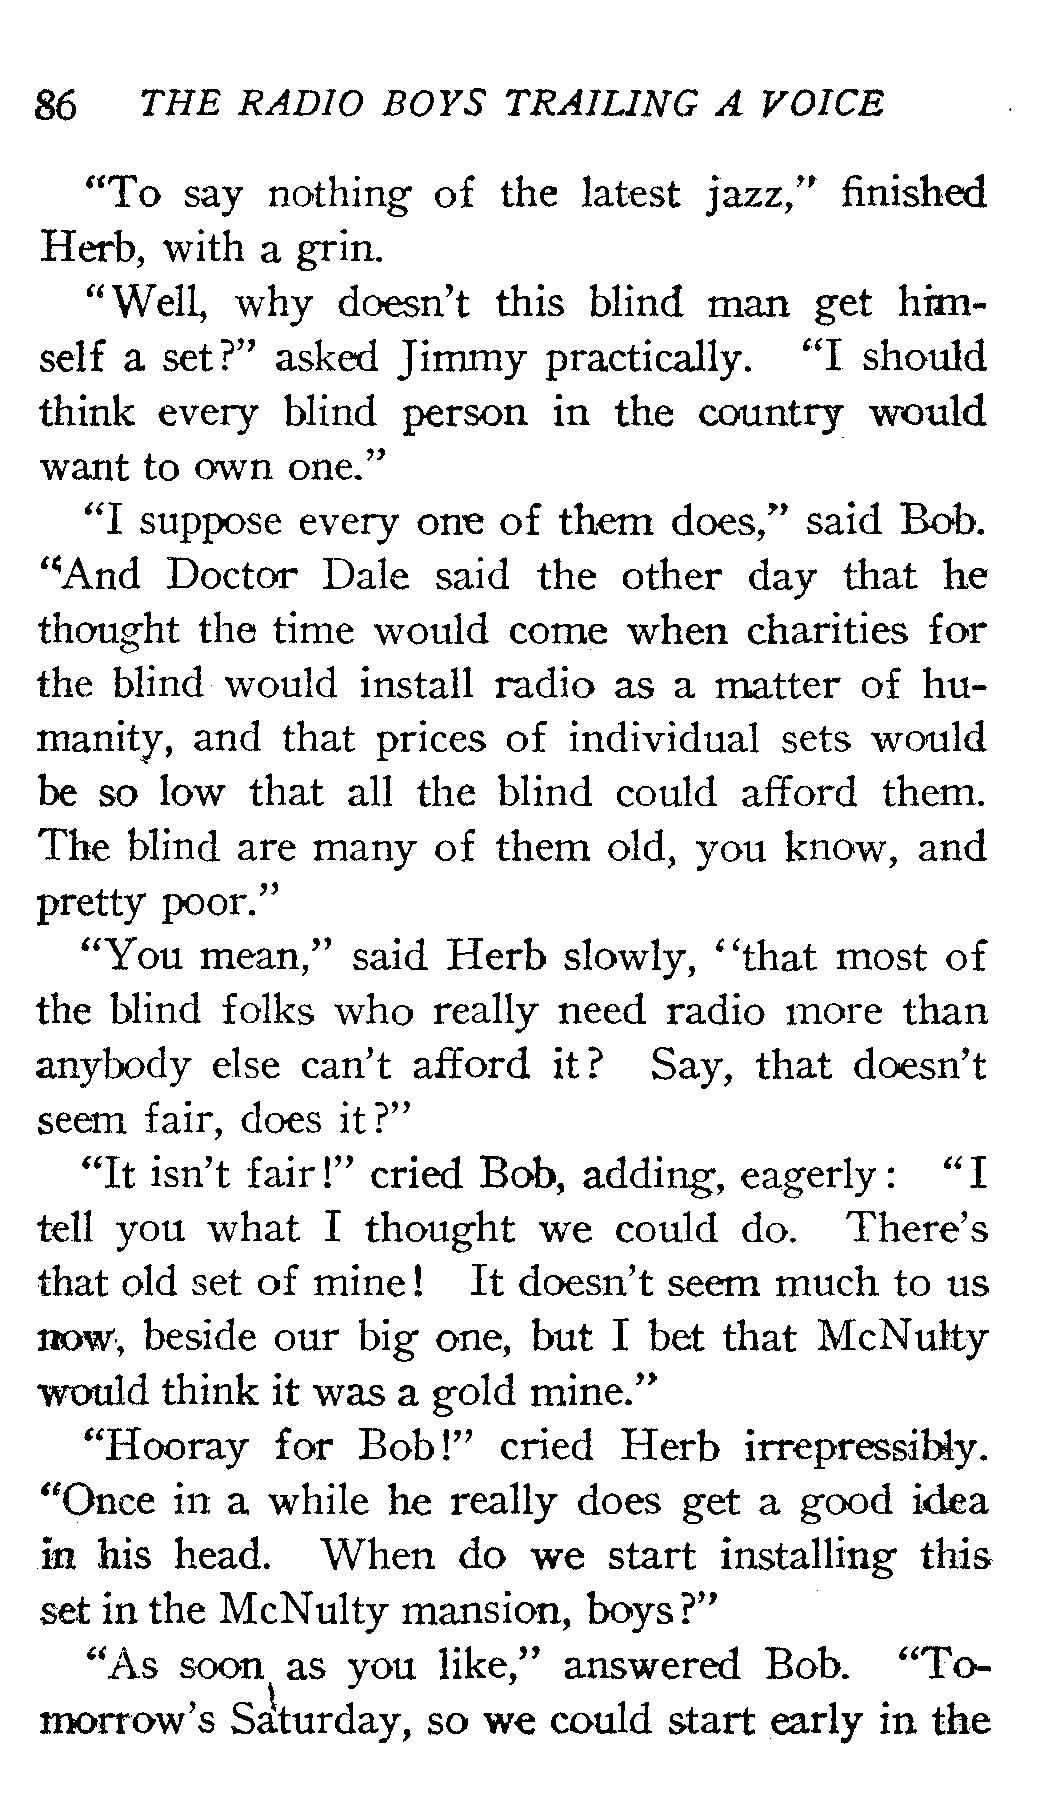 86 THE RADIO BOYS TRAILING A VOICE
"To say nothing of the latest jazz," finished
Herb, with a grin.
"Well, why doesn't this blind man get him-
self a set?" asked Jimmy practically. "I should
think every blind person in the country would
want to own one."
"I suppose every one of them does," said Bob.
"And Doctor Dale said the other day that he
thought the time would come when charities for
the blind would install radio as a matter of hu-
manity, and that prices of individual sets would
be so low that all the blind could afford them.
The blind are many of them old, you know, and
pretty poor."
"You mean," said Herb slowly, "that most of
the blind folks who really need radio more than
anybody else can't afford it? Say, that doesn't
seem fair, does it?"
"It isn't fair!" cried Bob, adding, eagerly: "I
tell you what I thought we could do. There's
that old set of mine! It doesn't seem much to us
now, beside our big one, but I bet that McNulty
would think it was a gold mine."
"Hooray for Bob!" cried Herb irrepressibly.
"Once in a while he really does get a good idea
in his head. When do we start installing this
set in the McNulty mansion, boys?"
"As soon as you like," answered Bob. "To-
morrow's Saturday, so we could start early in the